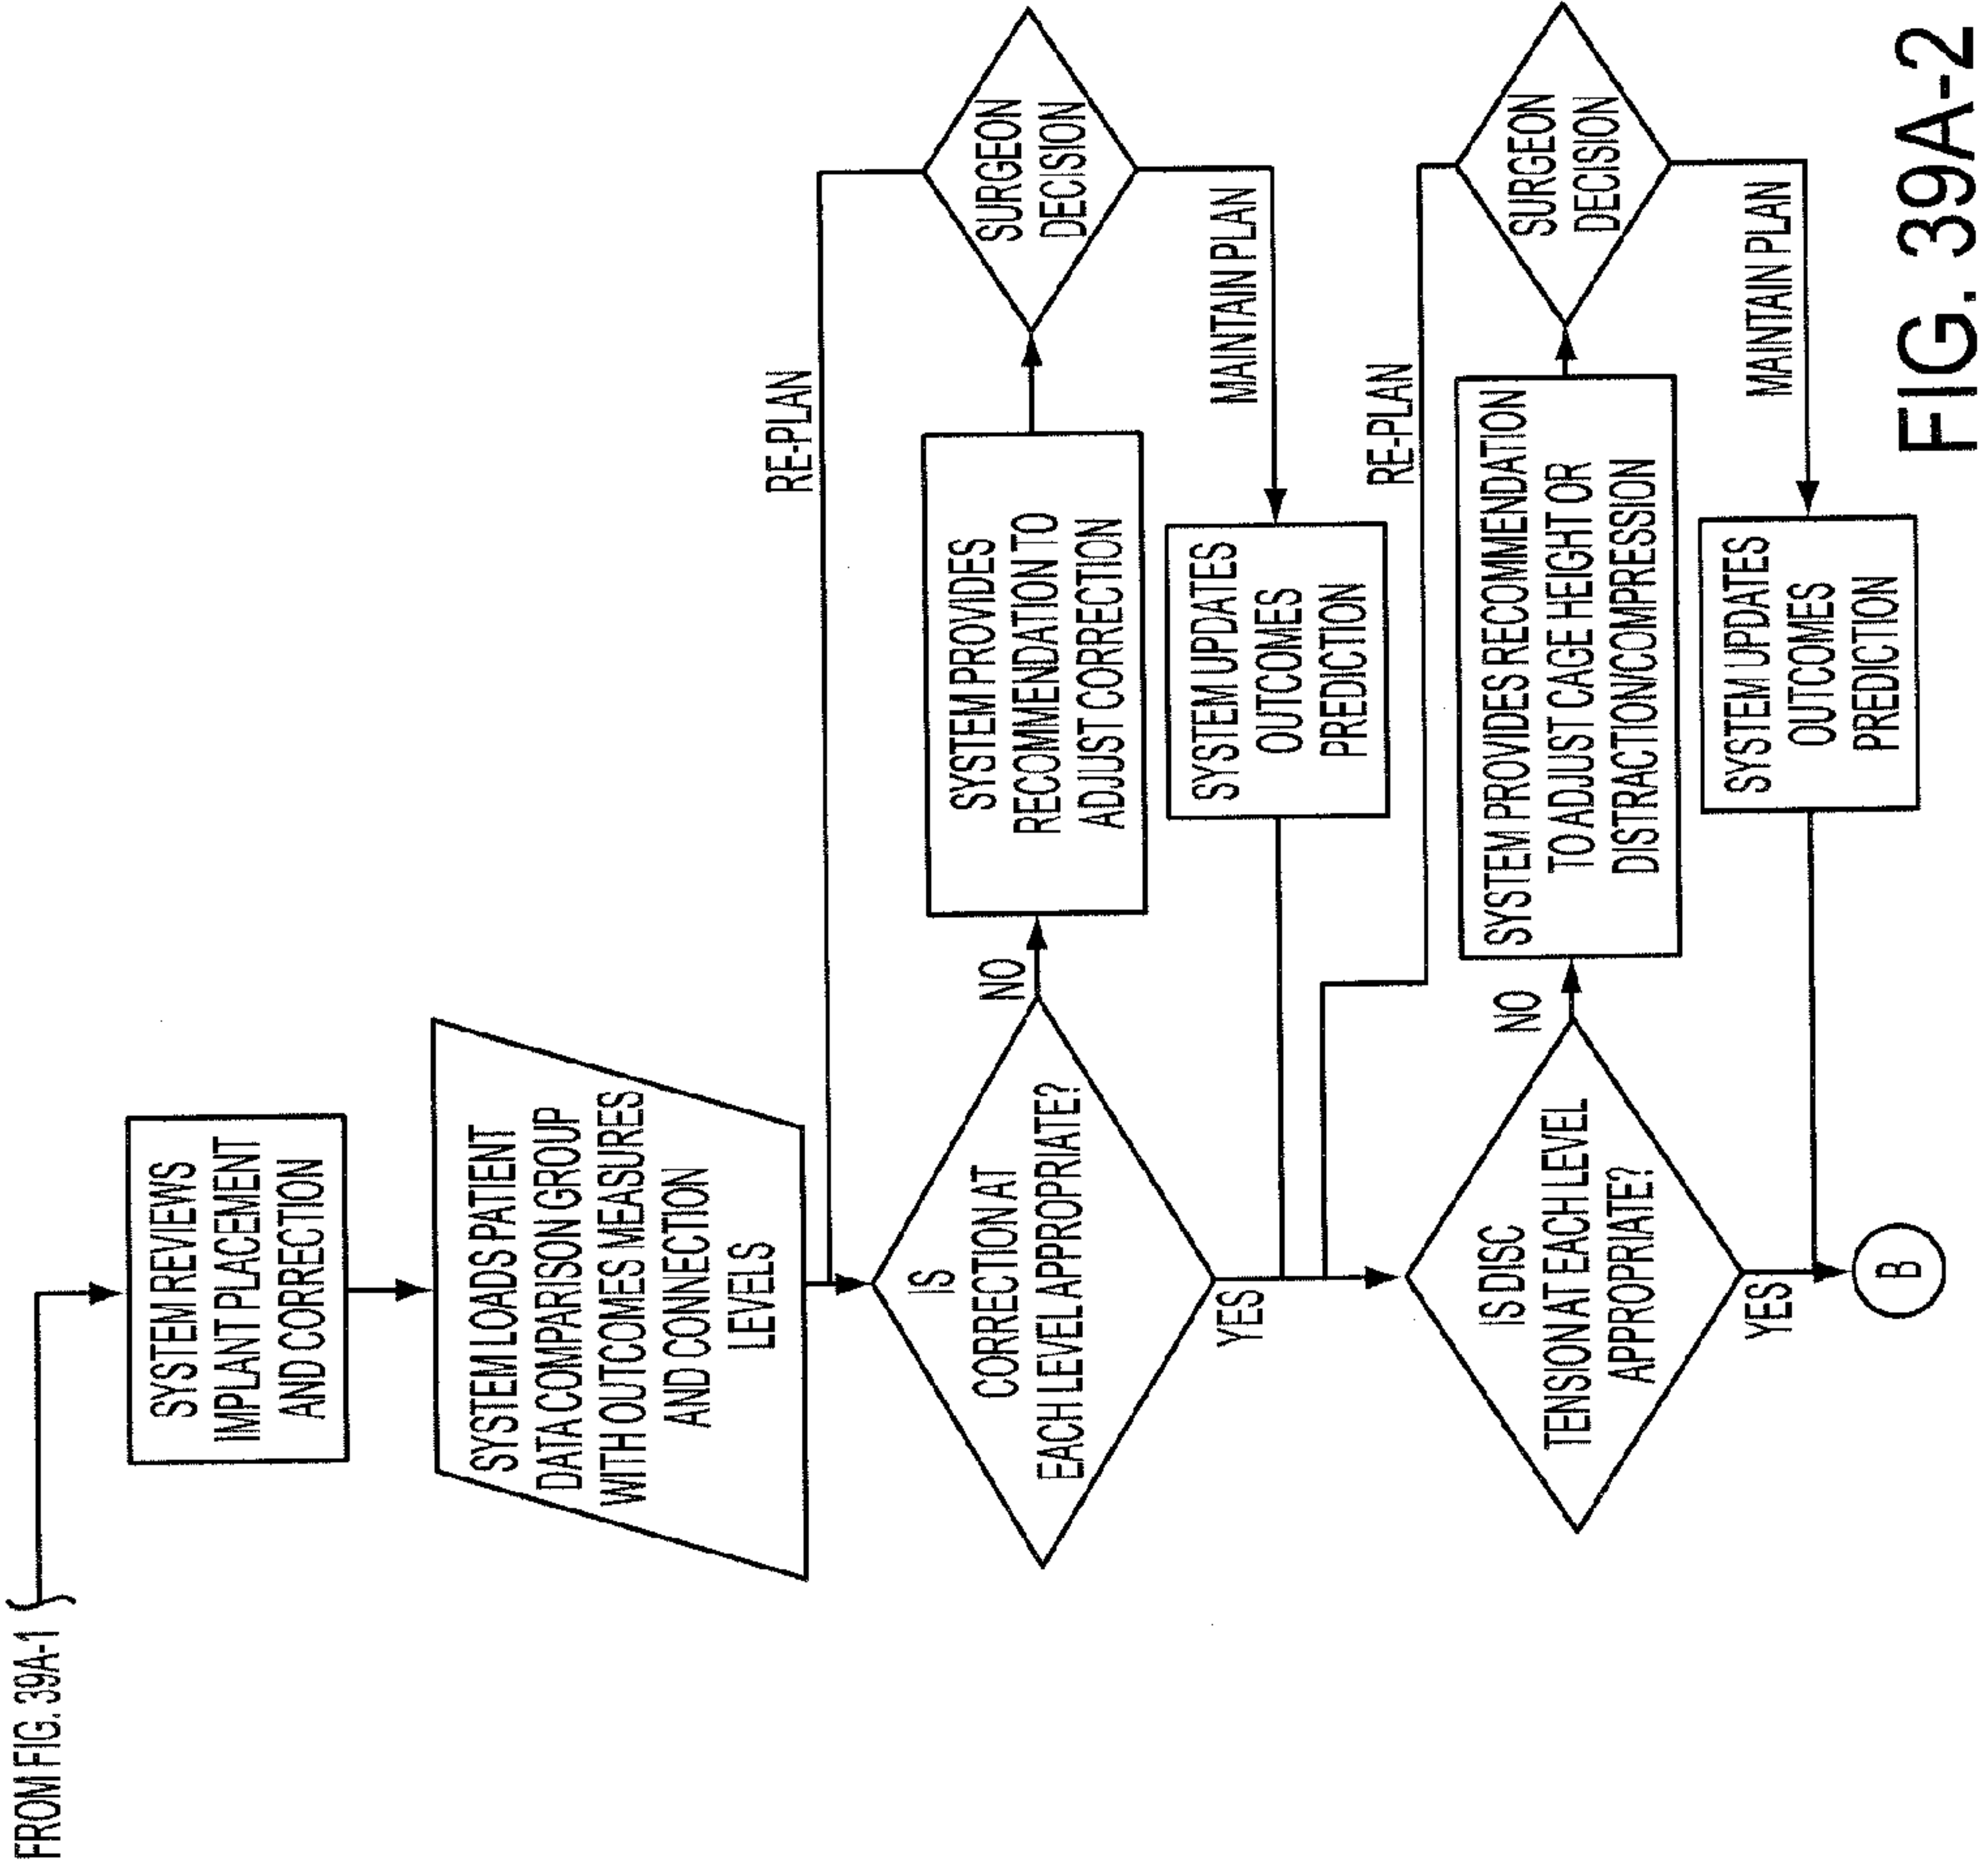 FROM FIG. 39A-1
SYSTEM REVIEWS
IMPLANT PLACEMENT
AND CORRECTION
SYSTEM LOADS PATIENT
DATA COMPARISON GROUP
WITH OUTCOMES MEASURES
AND CONNECTION
LEVELS
RE-PLAN
IS
CORRECTION AT
EACH LEVEL APPROPRIATE?
NO
SYSTEM PROVIDES
RECOMMENDATION TO
ADJUST CORRECTION
SURGEON
DECISION
MAINTAIN PLAN
SYSTEM UPDATES
OUTCOMES
PREDICTION
YES
RE-PLAN
IS DISC
TENSION AT EACH LEVEL
APPROPRIATE?
NO
SYSTEM PROVIDES RECOMMENDATION
TO ADJUST CAGE HEIGHT OR
DISTRACTION/COMPRESSION
SURGEON
DECISION
MAINTAIN PLAN
SYSTEM UPDATES
OUTCOMES
PREDICTION
YES
B
FIG. 39A-2